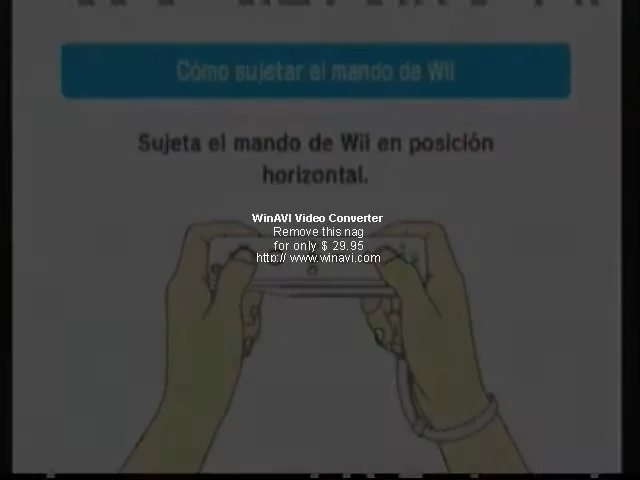 Cómo sujetar el mando de Wii
Sujeta el mando de Wii en posición
horizontal.
WinAVI Video Converter
Remove this nag
for only $ 29.95
http:// www.winavi.com